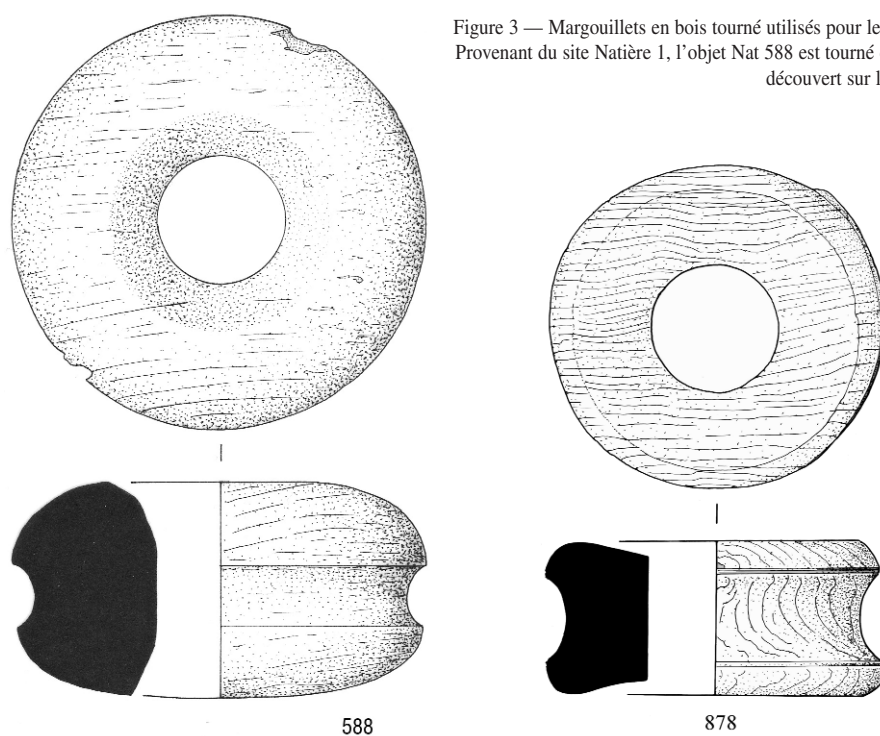 Figure 3 — Margouillets en bois tourné utilisés pour le
Provenant du site Natière 1, l’objet Nat 588 est tourné
découvert sur l
588
878